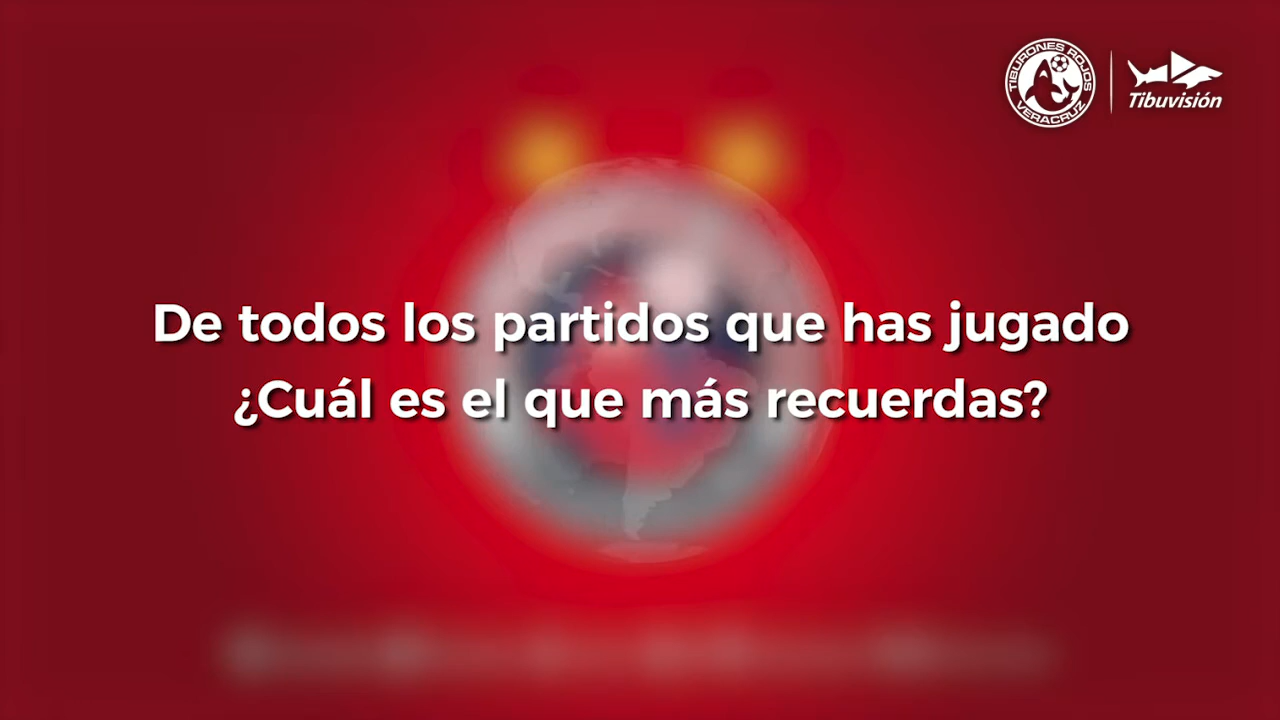 TIBURONES ROJOS
VERACRUZ
Tibuvisión
De todos los partidos que has jugado
¿Cuál es el que más recuerdas?